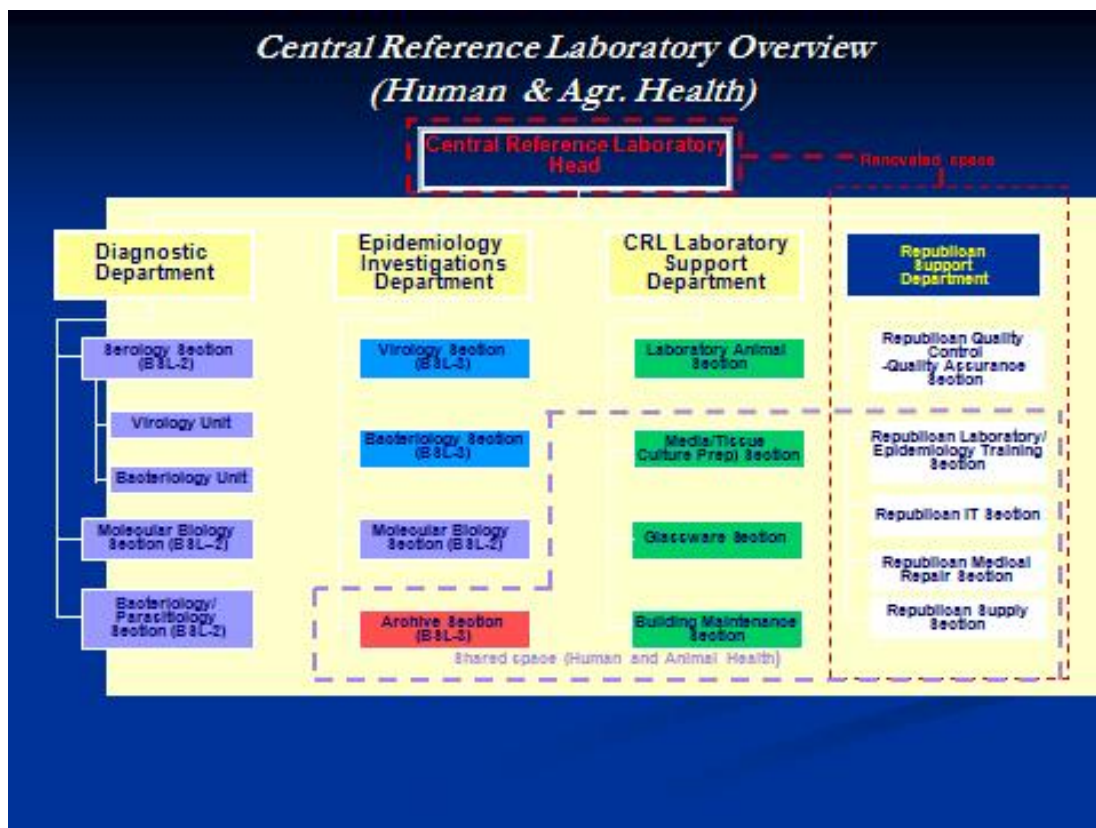 Central Reference Laboratory Overview
(Human & Agr. Health)
Central Reference Laboratory
Head
Renovated space
Diagnostic
Department
Epidemiology
Investigations
Department
CRL Laboratory
Support
Department
Republican
Support
Department
Serology Section
(BSL-2)
Virology Unit
Bacteriology Unit
Molecular Biology
Section (BSL-2)
Bacteriology/
Parasitology
Section (BSL-2)
Virology Section
(BSL-3)
Bacteriology Section
(BSL-3)
Molecular Biology
Section (BSL-2)
Archive Section
(BSL-3)
Laboratory Animal
Section
Media/Tissue
Culture Prep) Section
Glassware Section
Building Maintenance
Section
Republican Quality
Control
-Quality Assurance
Section
Republican Laboratory/
Epidemiology Training
Section
Republican IT Section
Republican Medical
Repair Section
Republican Supply
Section
Shared space (Human and Animal Health)